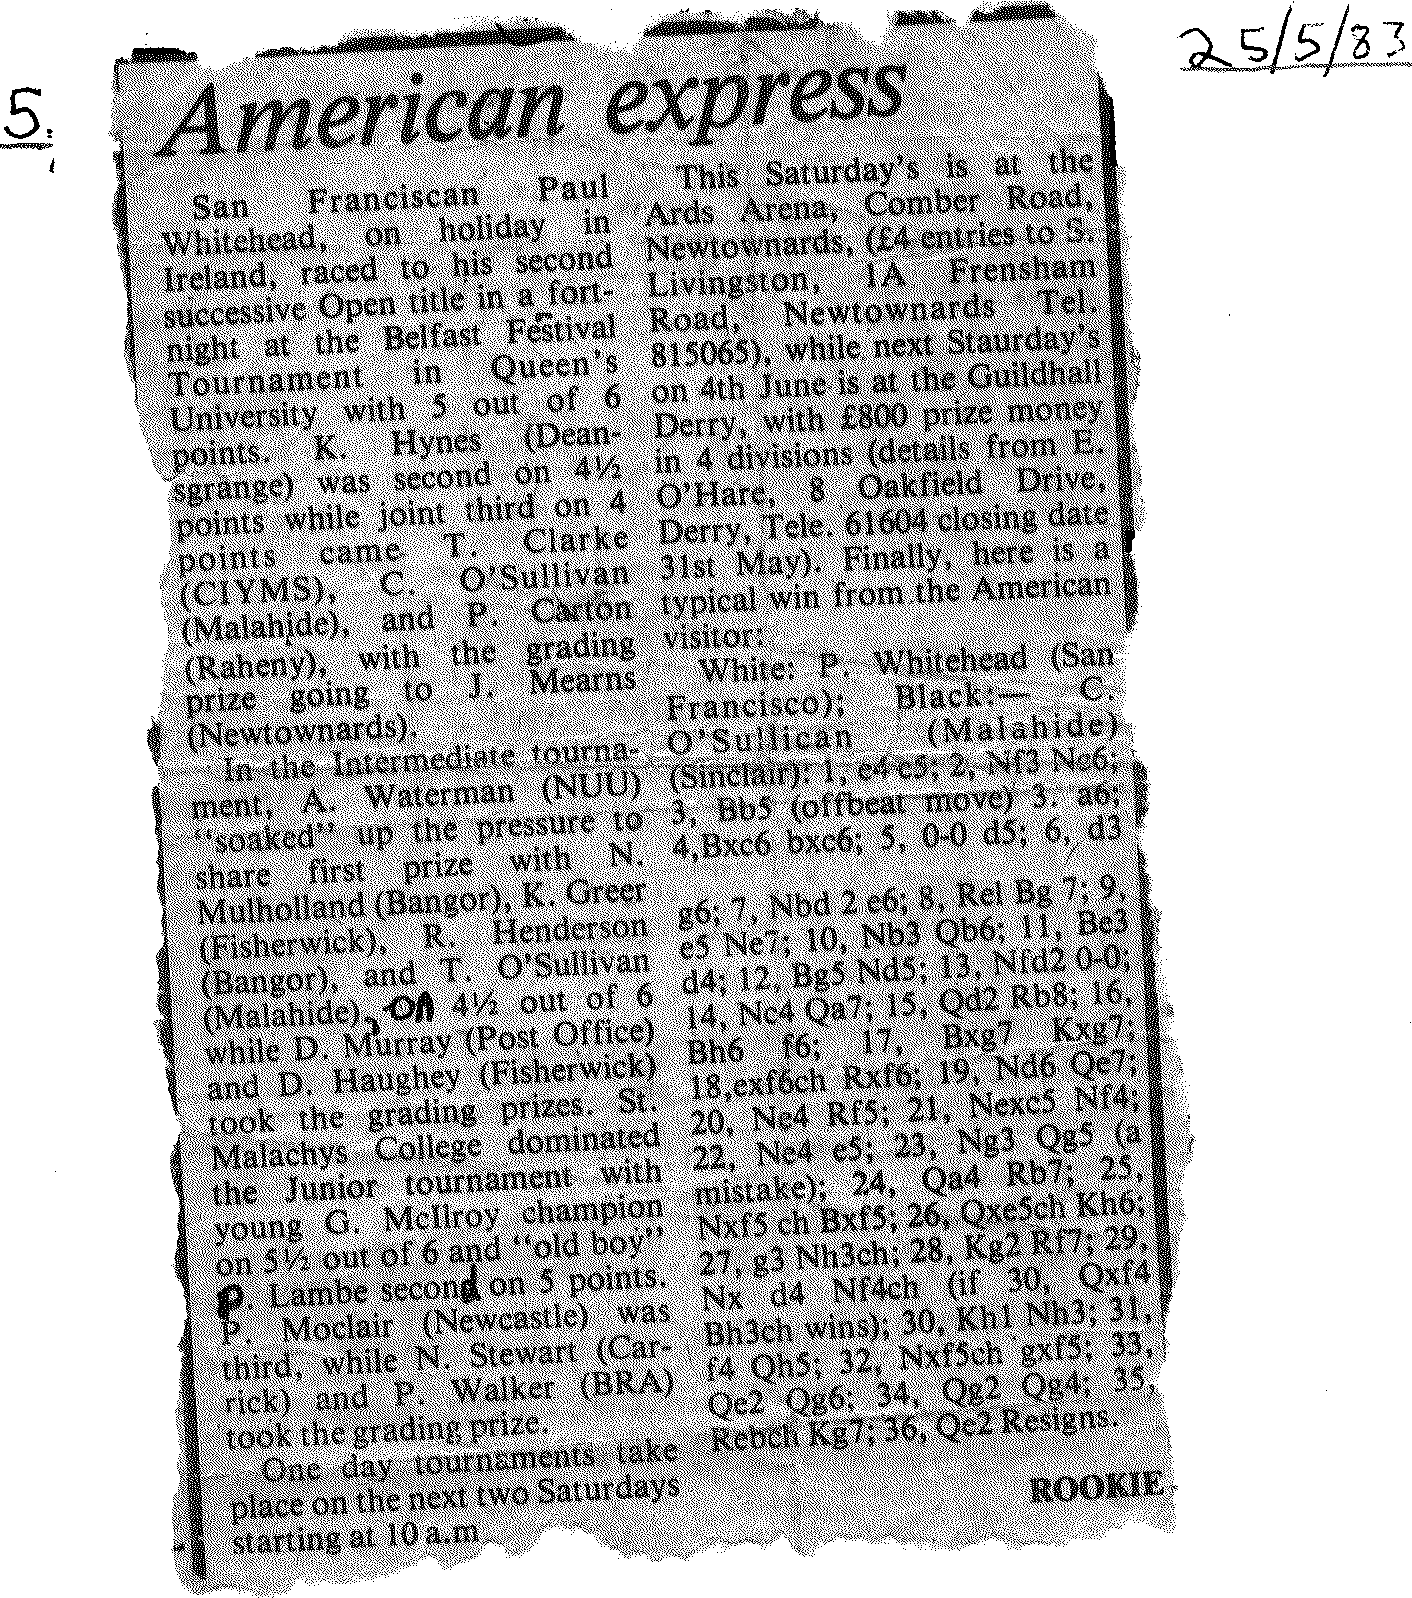 25/5/83
5.
American express
San Franciscan Paul
Whitehead, on holiday in
Ireland, raced to his second
successive Open title in a fort-
night at the Belfast Festival
Tournament in Queen's
University with 5 out of 6
points. K. Hynes (Dean-
sgrange) was second on 4½
points while joint third on 4
points came T. Clarke
(CIYMS), C. O'Sullivan
(Malahide), and P. Carton
(Raheny), with the grading
prize going to J. Mearns
(Newtownards).
In the Intermediate tourna-
ment, A. Waterman (NUU)
"soaked" up the pressure to
share first prize with N.
Mulholland (Bangor), K. Greer
(Fisherwick), R. Henderson
(Bangor), and T. O'Sullivan
(Malahide), on 4½ out of 6
while D. Murray (Post Office)
and D. Haughey (Fisherwick)
took the grading prizes. St.
Malachys College dominated
the Junior tournament with
young G. McIlroy champion
on 5½ out of 6 and "old boy"
P. Lambe second on 5 points.
P. Moclair (Newcastle) was
third, while N. Stewart (Car-
rick) and P. Walker (BRA)
took the grading prize.
One day tournsments take
place on the next two Saturdays
starting at 10 a.m
This Saturday's is at the
Ards Arena, Comber Road,
Newtownards, (£4 entries to S.
Livingston, 1A Frensham
Road, Newtownards Tel.
815065), while next Staurday's
on 4th June is at the Guildhall
Derry, with £800 prize money
in 4 divisions (details from E.
O'Hare, 8 Oakfield Drive,
Derry, Tele. 61604 closing date
31st May). Finally, here is a
typical win from the American
visitor:
White: P. Whitehead (San
Francisco); Black:— C.
O'Sullican (Malahide)
(Sinclair): 1, e4 e5; 2, Nf3 Nc6;
3, Bb5 (offbeat move) 3. a6;
4,Bxc6 bxc6; 5, 0-0 d5; 6, d3
g6; 7, Nbd 2 e6; 8, Rel Bg 7; 9,
e5 Ne7; 10, Nb3 Qb6; 11, Be3
d4; 12, Bg5 Nd5; 13, Nfd2 0-0;
14, Nc4 Qa7; 15, Qd2 Rb8; 16,
Bh6 f6; 17, Bxg7 Kxg7;
18,exf6ch Rxf6; 19, Nd6 Qe7;
20, Ne4 Rf5; 21, Nexc5 Nf4;
22, Ne4 e5; 23, Ng3 Qg5 (a
mistake); 24, Qa4 Rb7; 25,
Nxf5 ch Bxf5; 26, Qxe5ch Kh6;
27, g3 Nh3ch; 28, Kg2 Rf7; 29,
Nx d4 Nf4ch (if 30, Qxf4
Bh3ch wins); 30, Kh1 Nh3; 31,
f4 Qh5; 32, Nxf5ch gxf5; 33,
Qe2 Qg6; 34, Qg2 Qg4; 35,
Re6ch Kg7; 36, Qe2 Resigns.
ROOKIE